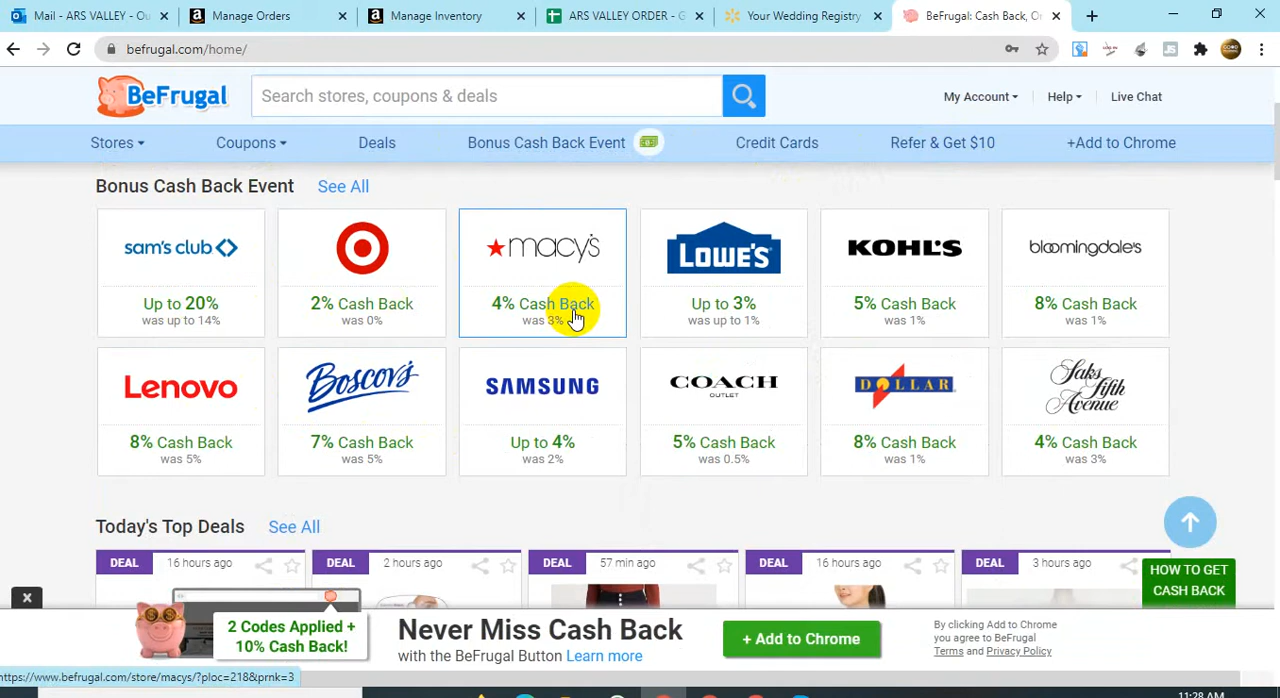 Mail - ARS VALLEY - Ou
Manage Orders
Manage Inventory
ARS VALLEY ORDER - G
Your Wedding Registry
BeFrugal: Cash Back, O
befrugal.com/home/
BeFrugal
Search stores, coupons & deals
My Account
Help
Live Chat
Stores
Coupons
Deals
Bonus Cash Back Event
Credit Cards
Refer & Get $10
+Add to Chrome
Bonus Cash Back Event See All
sam's club
macy's
LOWE'S
KOHL'S
bloomingdale's
Up to 20%
2% Cash Back
4% Cash Back
Up to 3%
5% Cash Back
8% Cash Back
was up to 14%
was 0%
was 3%
was up to 1%
was 1%
was 1%
Lenovo
Boscov's
SAMSUNG
COACH
OUTLET
DOLLAR
Saks
Fifth
Avenue
8% Cash Back
7% Cash Back
Up to 4%
5% Cash Back
8% Cash Back
4% Cash Back
was 5%
was 5%
was 2%
was 0.5%
was 1%
was 3%
Today's Top Deals See All
DEAL 16 hours ago
DEAL 2 hours ago
DEAL 57 min ago
DEAL 16 hours ago
DEAL 3 hours ago
HOW TO GET
CASH BACK
x
2 Codes Applied +
10% Cash Back!
Never Miss Cash Back
with the BeFrugal Button Learn more
+ Add to Chrome
By clicking Add to Chrome
you agree to BeFrugal
Terms and Privacy Policy
https://www.befrugal.com/store/macys/?ploc=218&prnk=3
11:28 AM